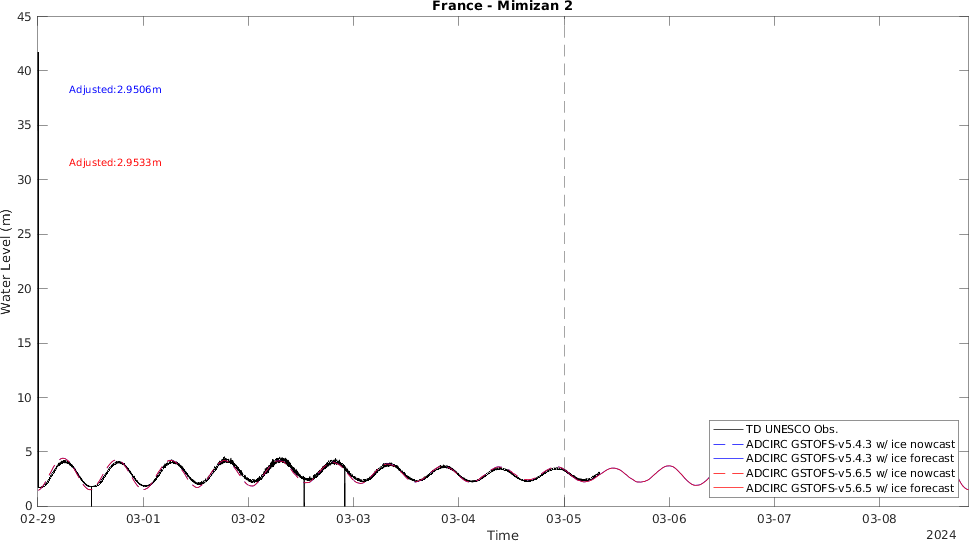 France - Mimizan 2
45
40
35
30
25
20
15
10
5
0
Water Level (m)
Adjusted:2.9506m
Adjusted:2.9533m
TD UNESCO Obs.
ADCIRC GSTOFS-v5.4.3 w/ ice nowcast
ADCIRC GSTOFS-v5.4.3 w/ ice forecast
ADCIRC GSTOFS-v5.6.5 w/ ice nowcast
ADCIRC GSTOFS-v5.6.5 w/ ice forecast
02-29 03-01 03-02 03-03 03-04 03-05 03-06 03-07 03-08
Time
2024